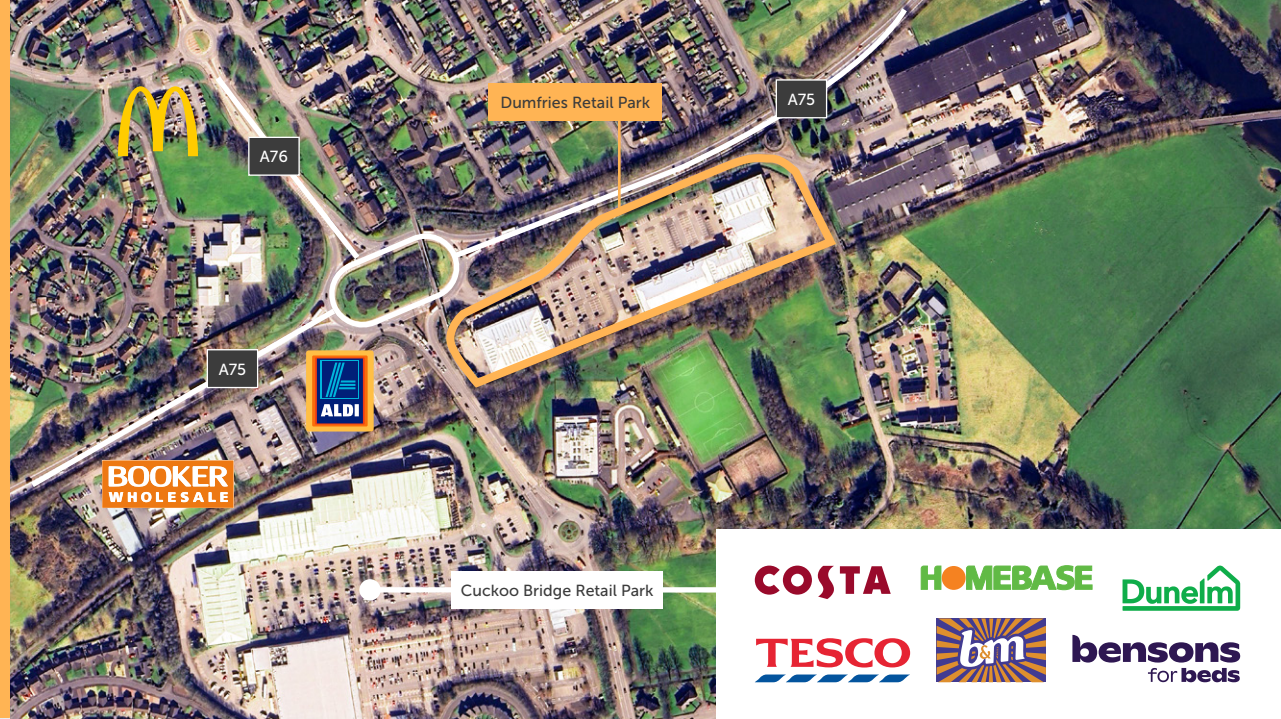 Dumfries Retail Park
A75
A76
A75
ALDI
BOOKER
WHOLESALE
Cuckoo Bridge Retail Park
COSTA
HOMEBASE
Dunelm
TESCO
b&m
bensons
for beds